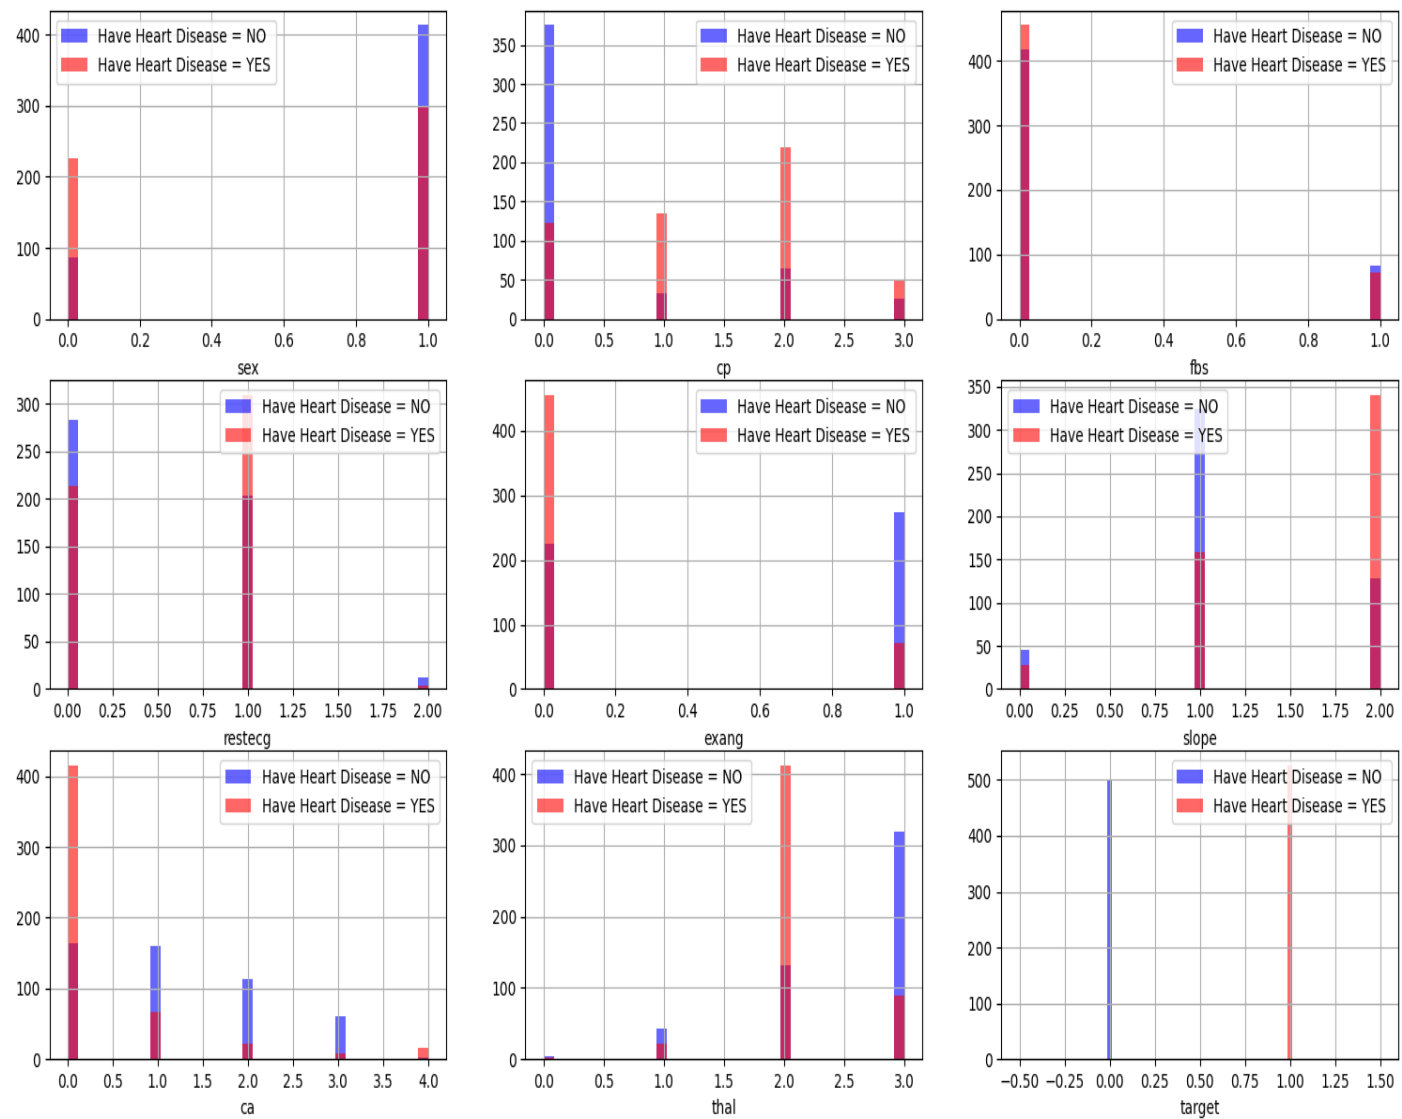 400
300
200
100
0
Have Heart Disease = NO
Have Heart Disease = YES
0.0 0.2 0.4 0.6 0.8 1.0
sex
350
300
250
200
150
100
50
0
Have Heart Disease = NO
Have Heart Disease = YES
0.0 0.5 1.0 1.5 2.0 2.5 3.0
cp
400
300
200
100
0
Have Heart Disease = NO
Have Heart Disease = YES
0.0 0.2 0.4 0.6 0.8 1.0
fbs
300
250
200
150
100
50
0
Have Heart Disease = NO
Have Heart Disease = YES
0.00 0.25 0.50 0.75 1.00 1.25 1.50 1.75 2.00
restecg
400
300
200
100
0
Have Heart Disease = NO
Have Heart Disease = YES
0.0 0.2 0.4 0.6 0.8 1.0
exang
350
300
250
200
150
100
50
0
Have Heart Disease = NO
Have Heart Disease = YES
0.00 0.25 0.50 0.75 1.00 1.25 1.50 1.75 2.00
slope
400
300
200
100
0
Have Heart Disease = NO
Have Heart Disease = YES
0.0 0.5 1.0 1.5 2.0 2.5 3.0 3.5 4.0
ca
400
350
300
250
200
150
100
50
0
Have Heart Disease = NO
Have Heart Disease = YES
0.0 0.5 1.0 1.5 2.0 2.5 3.0
thal
500
400
300
200
100
0
Have Heart Disease = NO
Have Heart Disease = YES
−0.50 −0.25 0.00 0.25 0.50 0.75 1.00 1.25 1.50
target